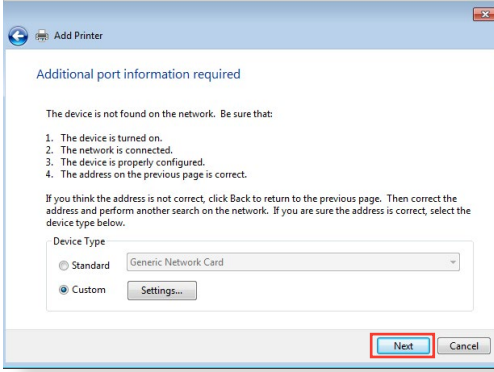 Add Printer
Additional port information required
The device is not found on the network. Be sure that:
1. The device is turned on.
2. The network is connected.
3. The device is properly configured.
4. The address on the previous page is correct.
If you think the address is not correct, click Back to return to the previous page. Then correct the
address and perform another search on the network. If you are sure the address is correct, select the
device type below.
Device Type
Standard Generic Network Card
Custom Settings...
Next Cancel